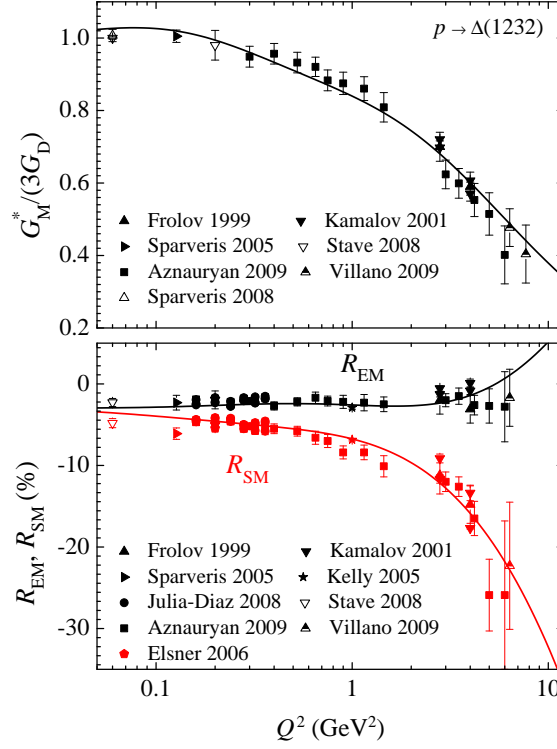 p → Δ(1232)
1.0
0.8
0.6
0.4
0.2
G*M/(3GD)
Frolov 1999
Kamalov 2001
Sparveris 2005
Stave 2008
Aznauryan 2009
Villano 2009
Sparveris 2008
0
-10
-20
-30
REM, RSM (%)
REM
RSM
Frolov 1999
Kamalov 2001
Sparveris 2005
Kelly 2005
Julia-Diaz 2008
Stave 2008
Aznauryan 2009
Villano 2009
Elsner 2006
0.1
1
10
Q² (GeV²)